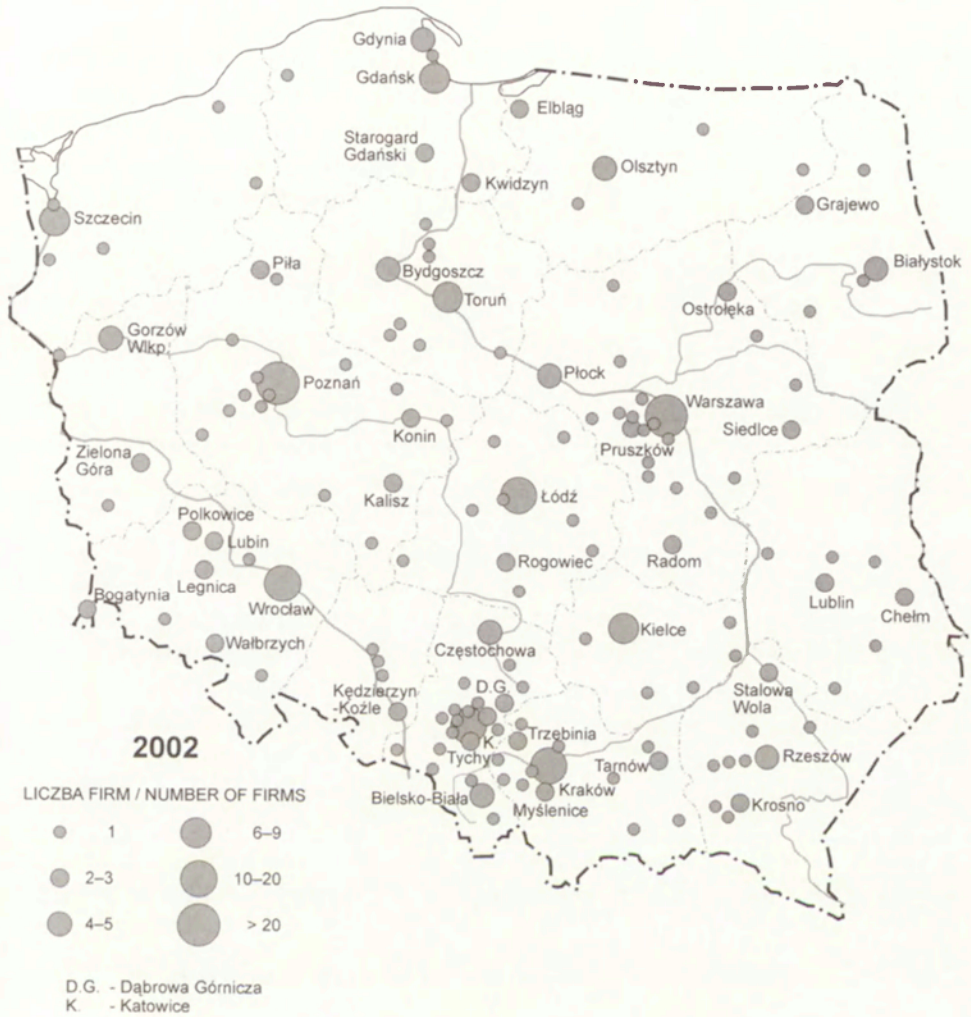 Gdynia
Gdańsk
Elbląg
Starogard
Gdański
Olsztyn
Kwidzyn
Grajewo
Szczecin
Białystok
Piła
Bydgoszcz
Toruń
Ostrołęka
Gorzów
Wlkp.
Płock
Poznań
Warszawa
Konin
Siedlce
Pruszków
Zielona
Góra
Kalisz
Łódź
Polkowice
Lubin
Rogowiec
Radom
Legnica
Bogatynia
Wrocław
Lublin
Chełm
Wałbrzych
Częstochowa
Kielce
Kędzierzyn
-Koźle
D.G.
Stalowa
Wola
K.
Trzebinia
Tychy
Tarnów
Rzeszów
Bielsko-Biała
Kraków
Myślenice
Krosno
2002
LICZBA FIRM / NUMBER OF FIRMS
1 6–9
2–3 10–20
4–5 > 20
D.G. - Dąbrowa Górnicza
K. - Katowice